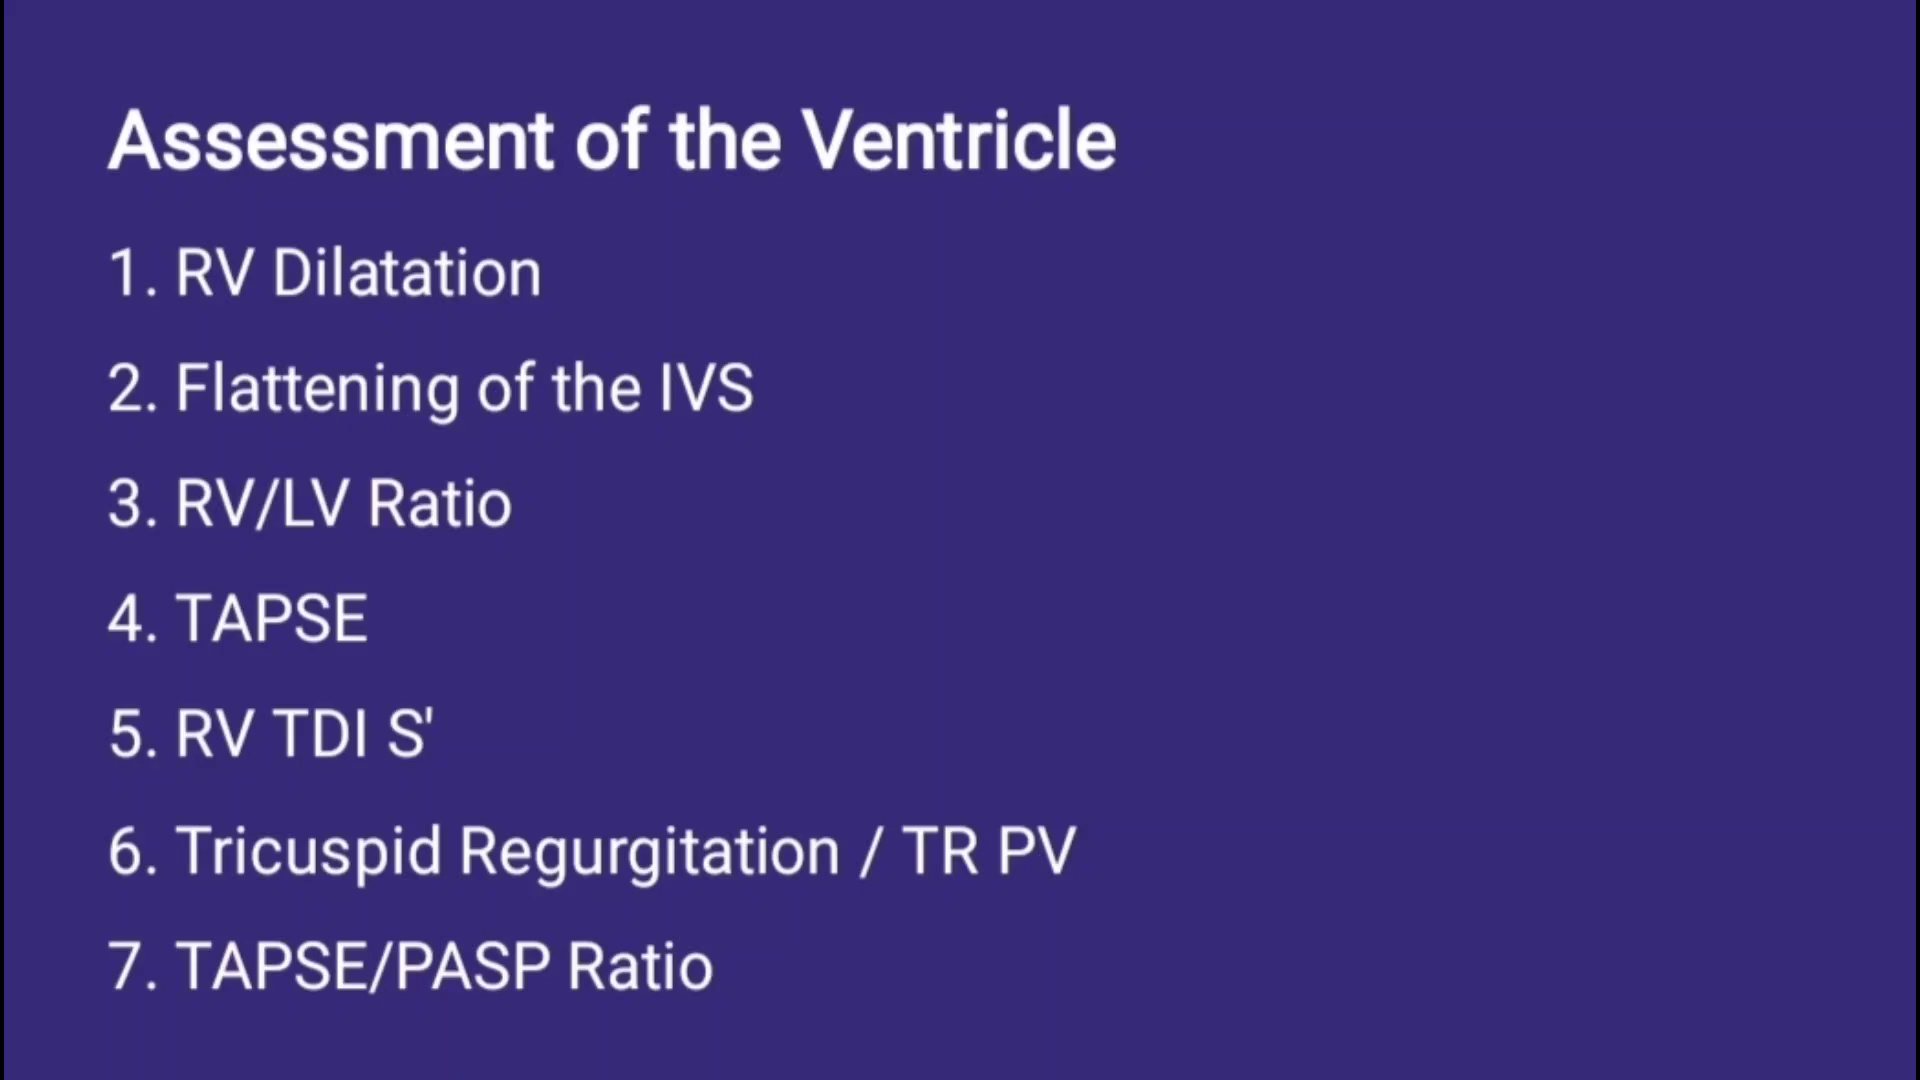 Assessment of the Ventricle
1. RV Dilatation
2. Flattening of the IVS
3. RV/LV Ratio
4. TAPSE
5. RV TDI S'
6. Tricuspid Regurgitation / TR PV
7. TAPSE/PASP Ratio